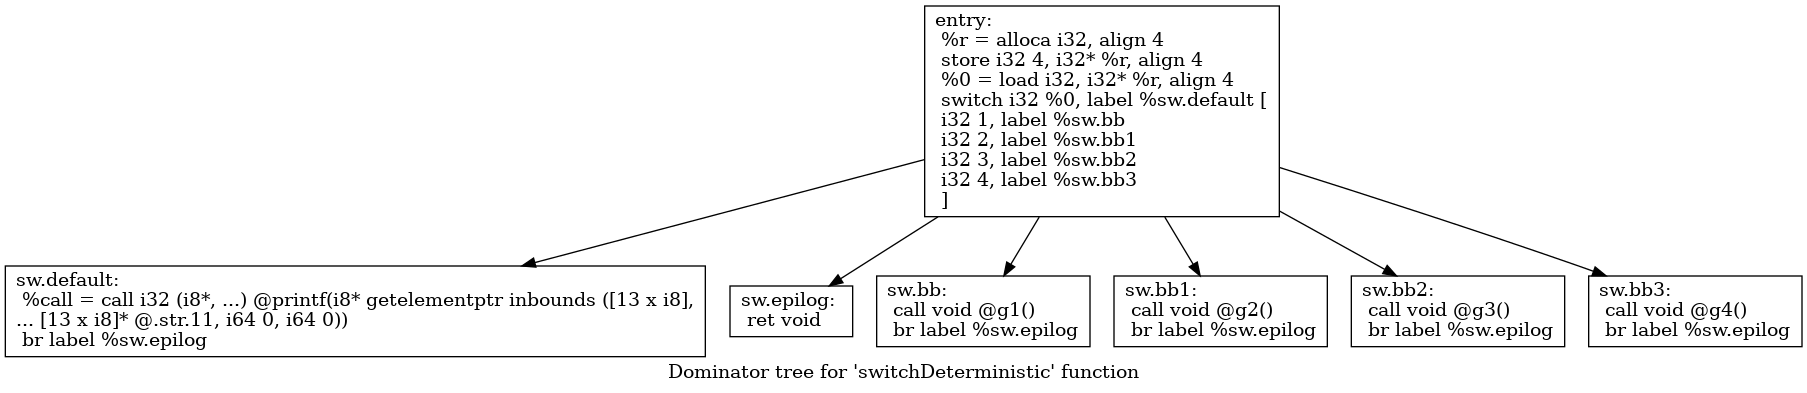 entry:
%r = alloca i32, align 4
store i32 4, i32* %r, align 4
%0 = load i32, i32* %r, align 4
switch i32 %0, label %sw.default [
i32 1, label %sw.bb
i32 2, label %sw.bb1
i32 3, label %sw.bb2
i32 4, label %sw.bb3
]
sw.default:
%call = call i32 (i8*, ...) @printf(i8* getelementptr inbounds ([13 x i8],
... [13 x i8]* @.str.11, i64 0, i64 0))
br label %sw.epilog
sw.epilog:
ret void
sw.bb:
call void @g1()
br label %sw.epilog
sw.bb1:
call void @g2()
br label %sw.epilog
sw.bb2:
call void @g3()
br label %sw.epilog
sw.bb3:
call void @g4()
br label %sw.epilog
Dominator tree for 'switchDeterministic' function